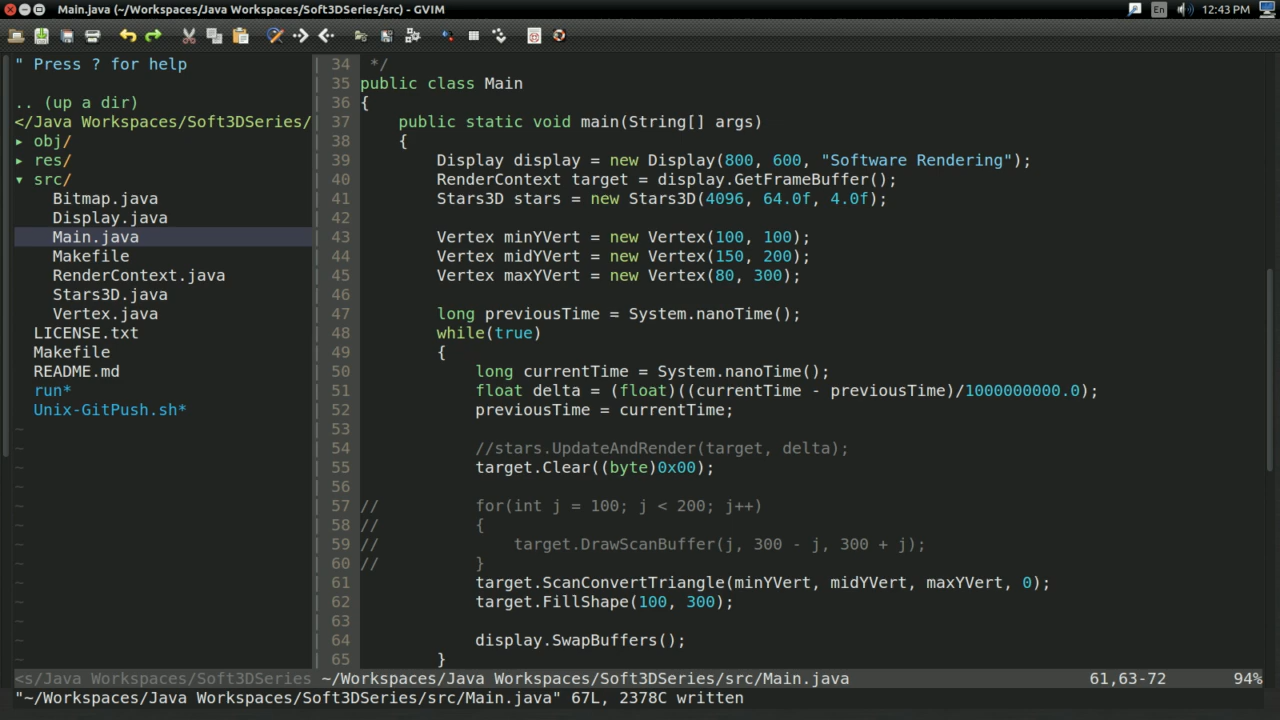 Main.java (~/Workspaces/Java Workspaces/Soft3DSeries/src) - GVIM
En 12:43 PM
" Press ? for help
.. (up a dir)
</Java Workspaces/Soft3DSeries/
▸ obj/
▸ res/
▾ src/
Bitmap.java
Display.java
Main.java
Makefile
RenderContext.java
Stars3D.java
Vertex.java
LICENSE.txt
Makefile
README.md
run*
Unix-GitPush.sh*
~
~
~
~
~
~
~
~
~
~
~
~
~
34 */
35 public class Main
36 {
37 public static void main(String[] args)
38 {
39 Display display = new Display(800, 600, "Software Rendering");
40 RenderContext target = display.GetFrameBuffer();
41 Stars3D stars = new Stars3D(4096, 64.0f, 4.0f);
42
43 Vertex minYVert = new Vertex(100, 100);
44 Vertex midYVert = new Vertex(150, 200);
45 Vertex maxYVert = new Vertex(80, 300);
46
47 long previousTime = System.nanoTime();
48 while(true)
49 {
50 long currentTime = System.nanoTime();
51 float delta = (float)((currentTime - previousTime)/1000000000.0);
52 previousTime = currentTime;
53
54 //stars.UpdateAndRender(target, delta);
55 target.Clear((byte)0x00);
56
57 // for(int j = 100; j < 200; j++)
58 // {
59 // target.DrawScanBuffer(j, 300 - j, 300 + j);
60 // }
61 target.ScanConvertTriangle(minYVert, midYVert, maxYVert, 0);
62 target.FillShape(100, 300);
63
64 display.SwapBuffers();
65 }
<s/Java Workspaces/Soft3DSeries ~/Workspaces/Java Workspaces/Soft3DSeries/src/Main.java 61,63-72 94%
"~/Workspaces/Java Workspaces/Soft3DSeries/src/Main.java" 67L, 2378C written